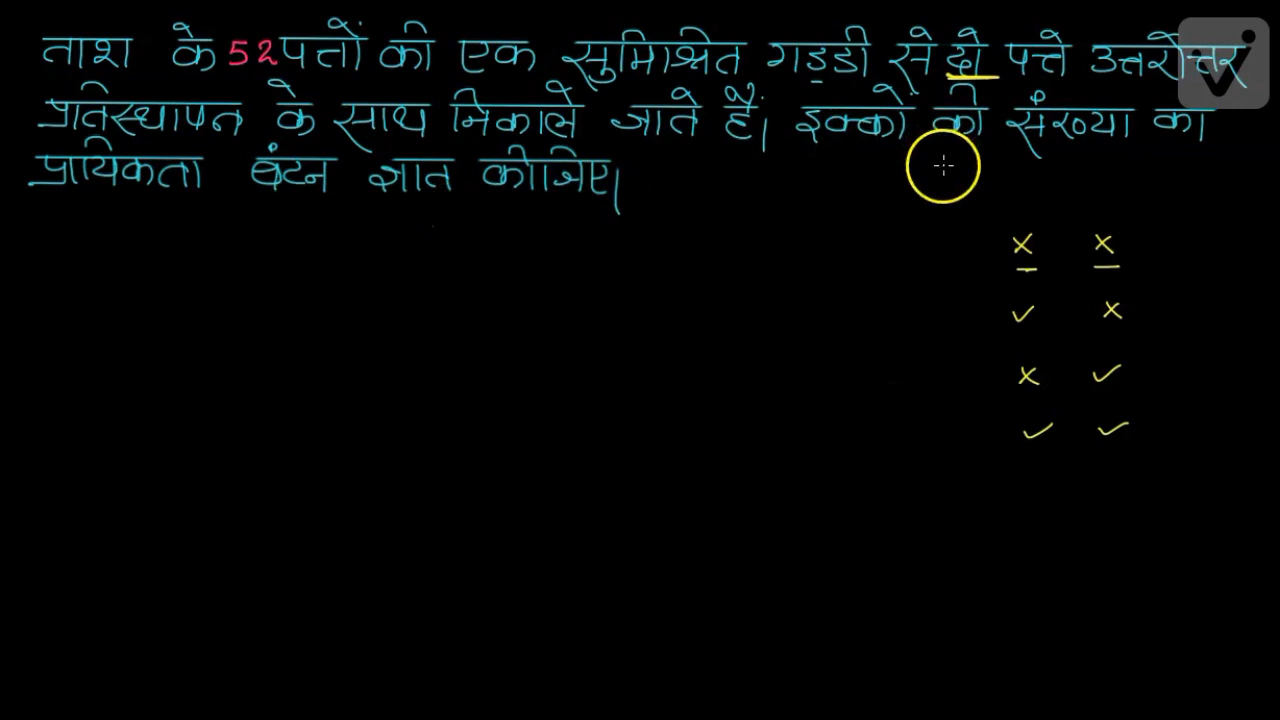 ताश के 52 पत्तों की एक सुमिश्रित गड्डी से दो पत्ते उत्तरोत्तर
प्रतिस्थापन के साथ निकाले जाते हैं। इक्कों की संख्या का
प्रायिकता बंटन ज्ञात कीजिए।
x x
✓ x
x ✓
✓ ✓